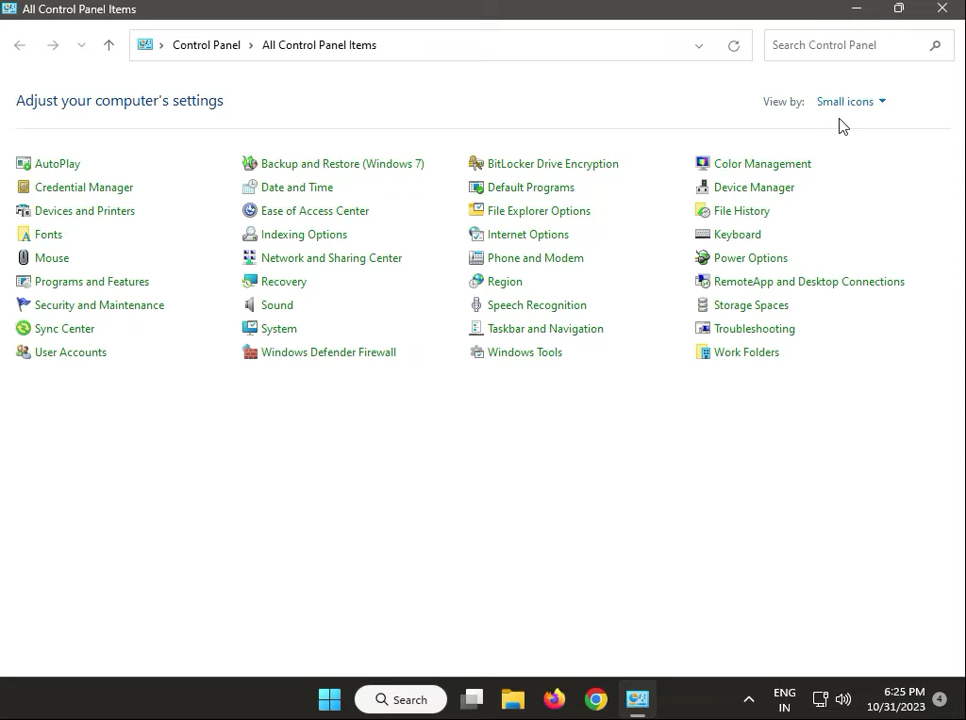 All Control Panel Items
Control Panel > All Control Panel Items
Search Control Panel
Adjust your computer's settings
View by: Small icons
AutoPlay Backup and Restore (Windows 7) BitLocker Drive Encryption Color Management
Credential Manager Date and Time Default Programs Device Manager
Devices and Printers Ease of Access Center File Explorer Options File History
Fonts Indexing Options Internet Options Keyboard
Mouse Network and Sharing Center Phone and Modem Power Options
Programs and Features Recovery Region RemoteApp and Desktop Connections
Security and Maintenance Sound Speech Recognition Storage Spaces
Sync Center System Taskbar and Navigation Troubleshooting
User Accounts Windows Defender Firewall Windows Tools Work Folders
Search
ENG
IN
6:25 PM
10/31/2023
4